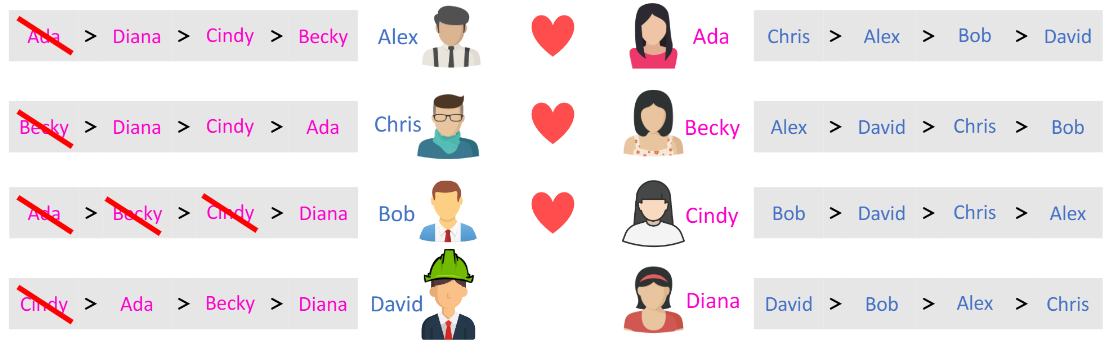 Ada > Diana > Cindy > Becky Alex Ada Chris > Alex > Bob > David
Becky > Diana > Cindy > Ada Chris Becky Alex > David > Chris > Bob
Ada > Becky > Cindy > Diana Bob Cindy Bob > David > Chris > Alex
Cindy > Ada > Becky > Diana David Diana David > Bob > Alex > Chris